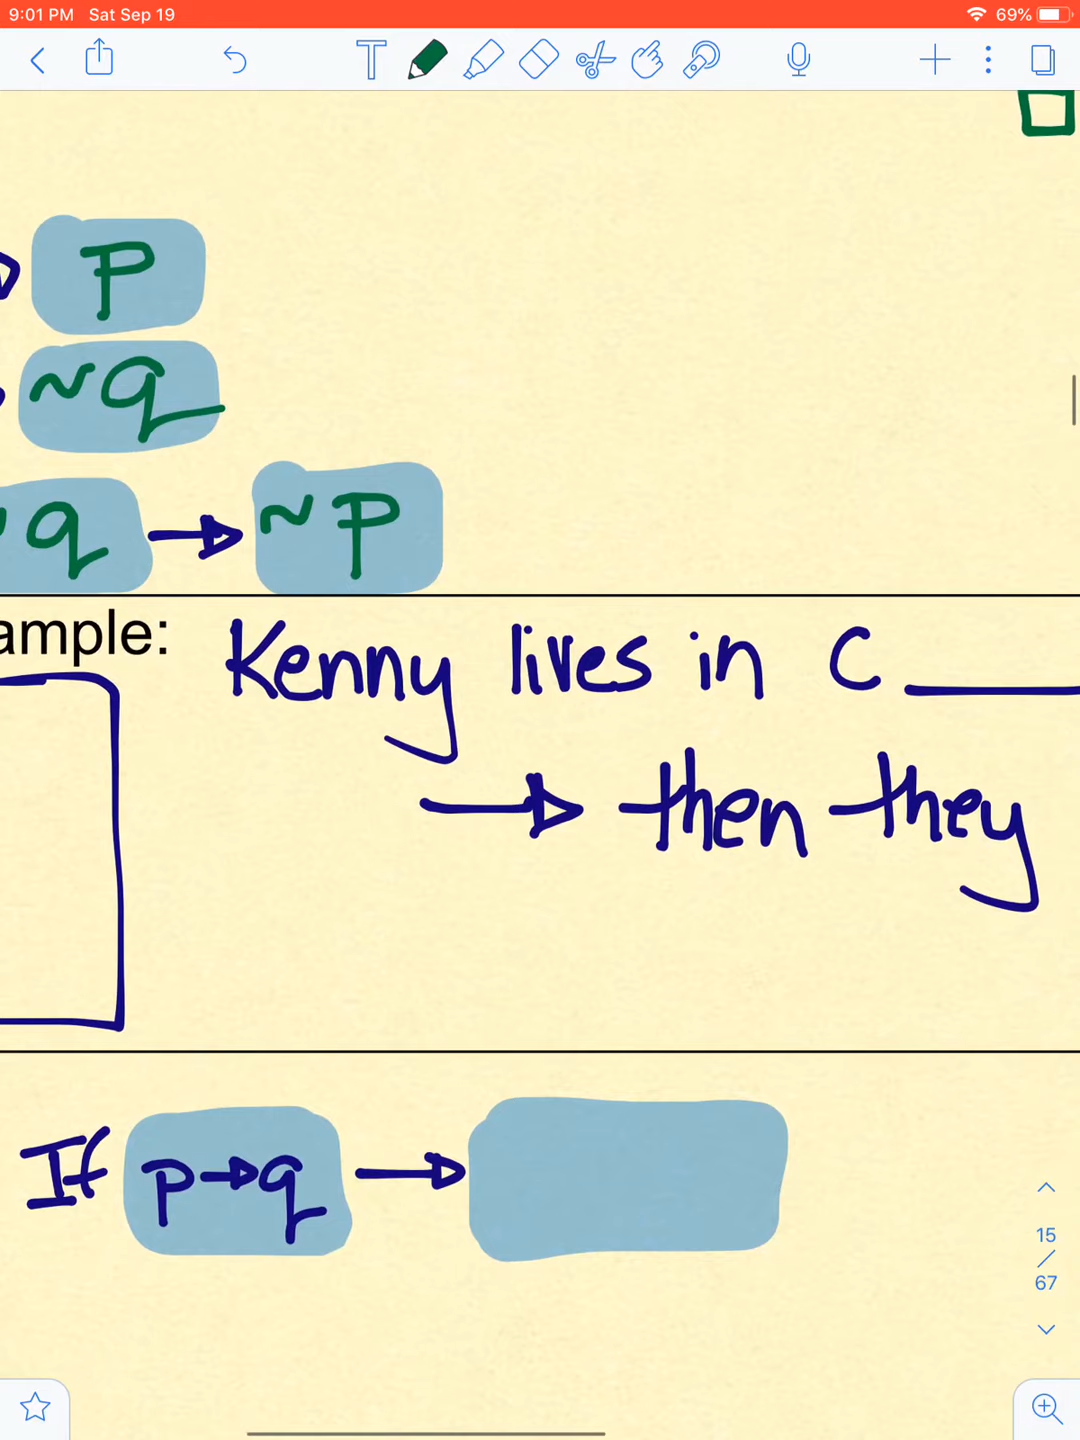 9:01 PM Sat Sep 19 69%
T
P
~q
q → ~p
ample: Kenny lives in C
→ then they
If p→q →
15
/
67